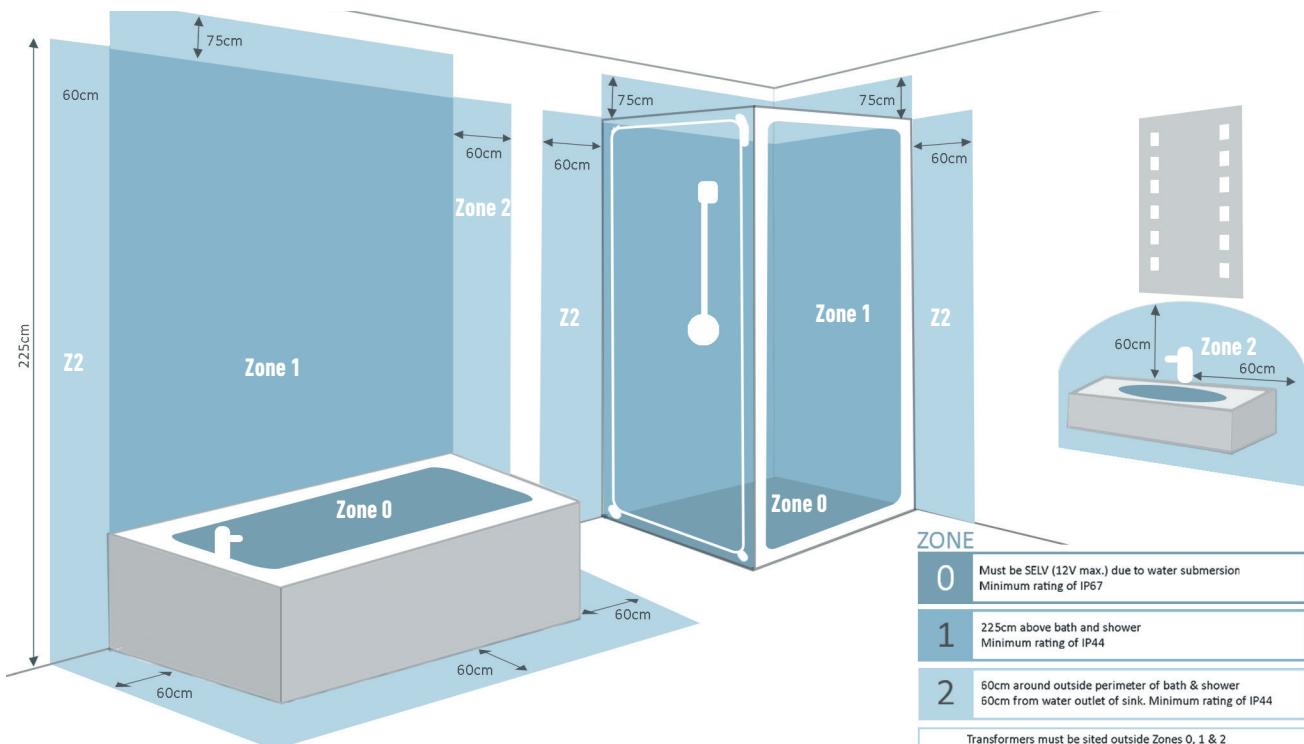 75cm
60cm
225cm
Z2
Zone 1
60cm
Zone 2
Zone 0
60cm
60cm
60cm
60cm
Z2
75cm
75cm
60cm
Zone 1
Z2
Zone 0
60cm
Zone 2
60cm
ZONE
0
Must be SELV (12V max.) due to water submersion
Minimum rating of IP67
1
225cm above bath and shower
Minimum rating of IP44
2
60cm around outside perimeter of bath & shower
60cm from water outlet of sink. Minimum rating of IP44
Transformers must be sited outside Zones 0, 1 & 2